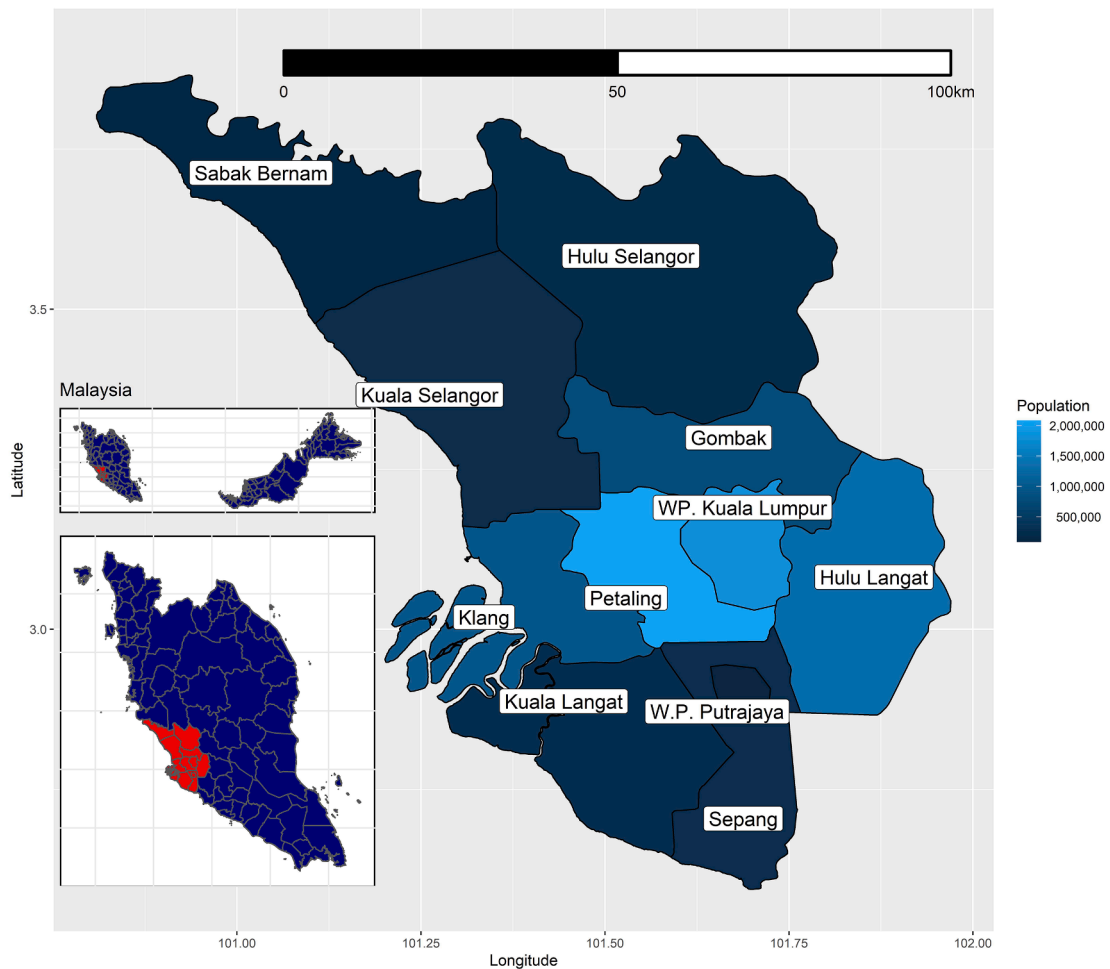 0 50 100km
Sabak Bernam
Hulu Selangor
3.5
Malaysia
Kuala Selangor
Population
Gombak
2,000,000
1,500,000
1,000,000
500,000
Latitude
WP. Kuala Lumpur
Hulu Langat
Petaling
Klang
3.0
Kuala Langat
W.P. Putrajaya
Sepang
101.00 101.25 101.50 101.75 102.00
Longitude